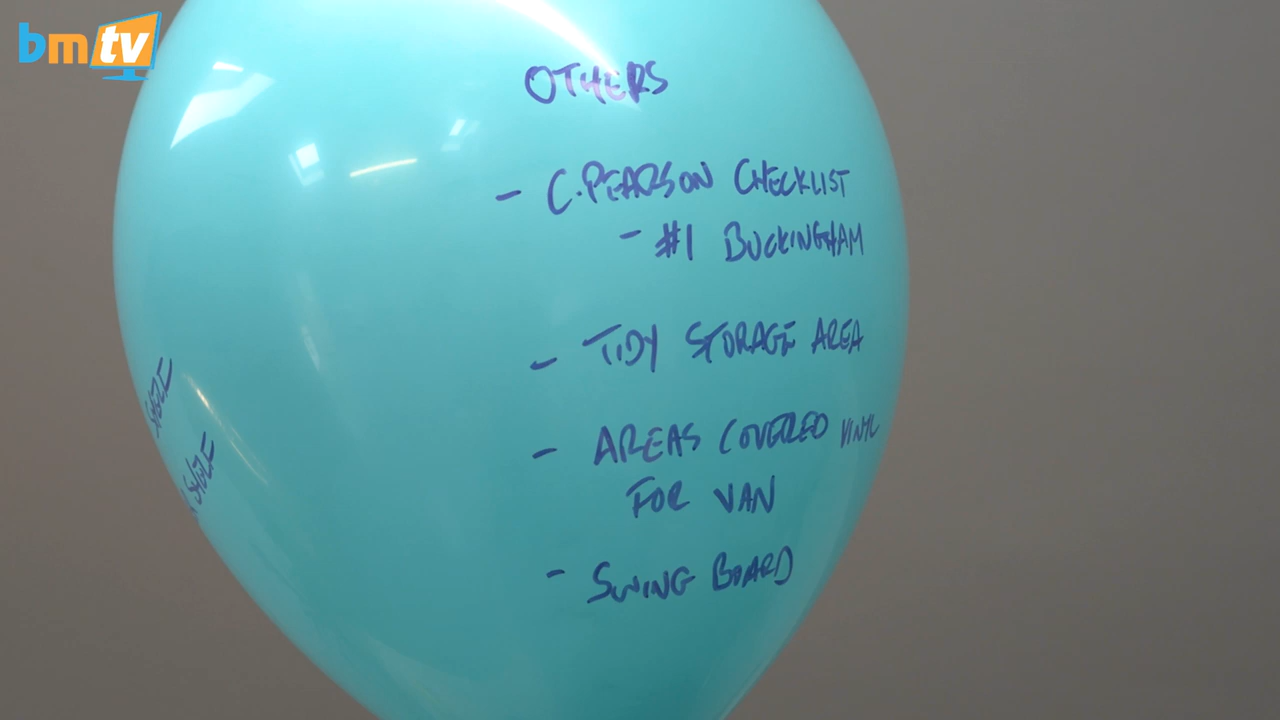 bmtv
OTHERS
- C.PEARSON CHECKLIST
- #1 BUCKINGHAM
- TIDY STORAGE AREA
- AREAS COVERED VINYL
FOR VAN
- SWING BOARD